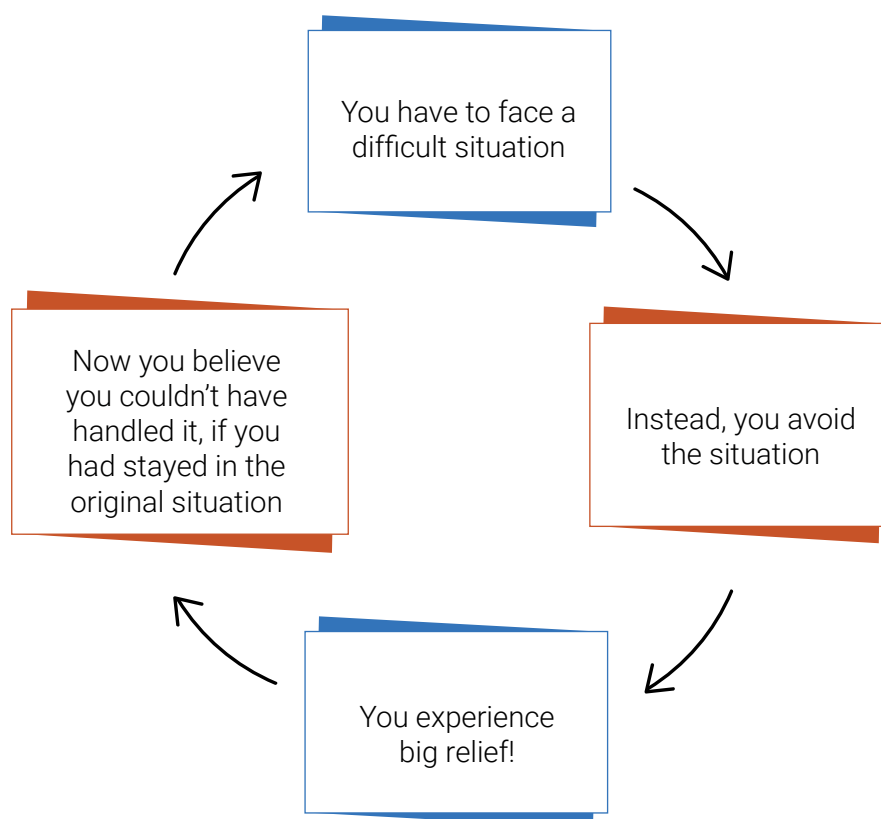 You have to face a
difficult situation
Instead, you avoid
the situation
You experience
big relief!
Now you believe
you couldn’t have
handled it, if you
had stayed in the
original situation